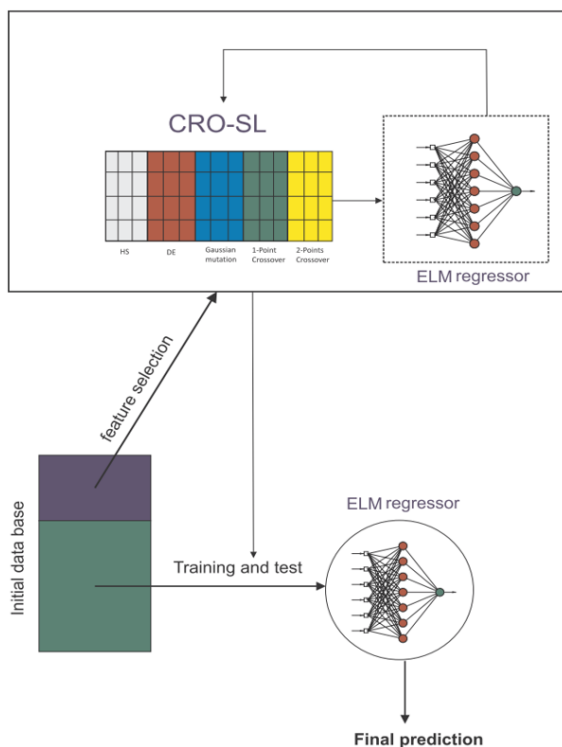 CRO-SL
HS
DE
Gaussian
mutation
1-Point
Crossover
2-Points
Crossover
ELM regressor
feature selection
Initial data base
Training and test
ELM regressor
Final prediction